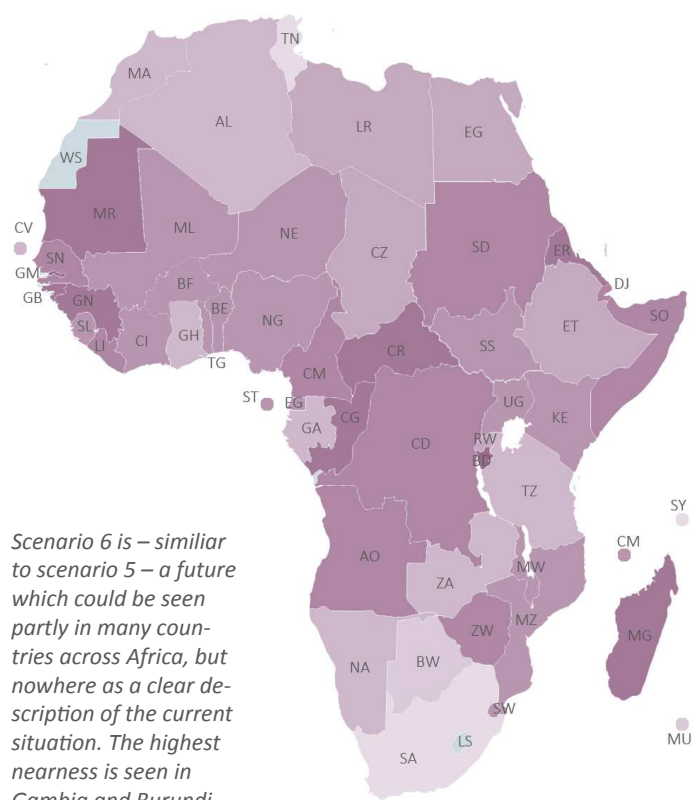 TN
MA
AL
LR
EG
WS
MR
ML
NE
CZ
SD
ER
CV
SN
GM
GB
GN
BF
BE
NG
DJ
SO
SL
LI
CI
GH
TG
ET
SS
CR
CM
ST
EG
GA
CG
CD
UG
KE
RW
BD
TZ
SY
CM
AO
ZA
MW
MZ
MG
ZW
NA
BW
SW
MU
LS
SA
Scenario 6 is – similiar
to scenario 5 – a future
which could be seen
partly in many coun-
tries across Africa, but
nowhere as a clear de-
scription of the current
situation. The highest
nearness is seen in
Gambia and Burundi